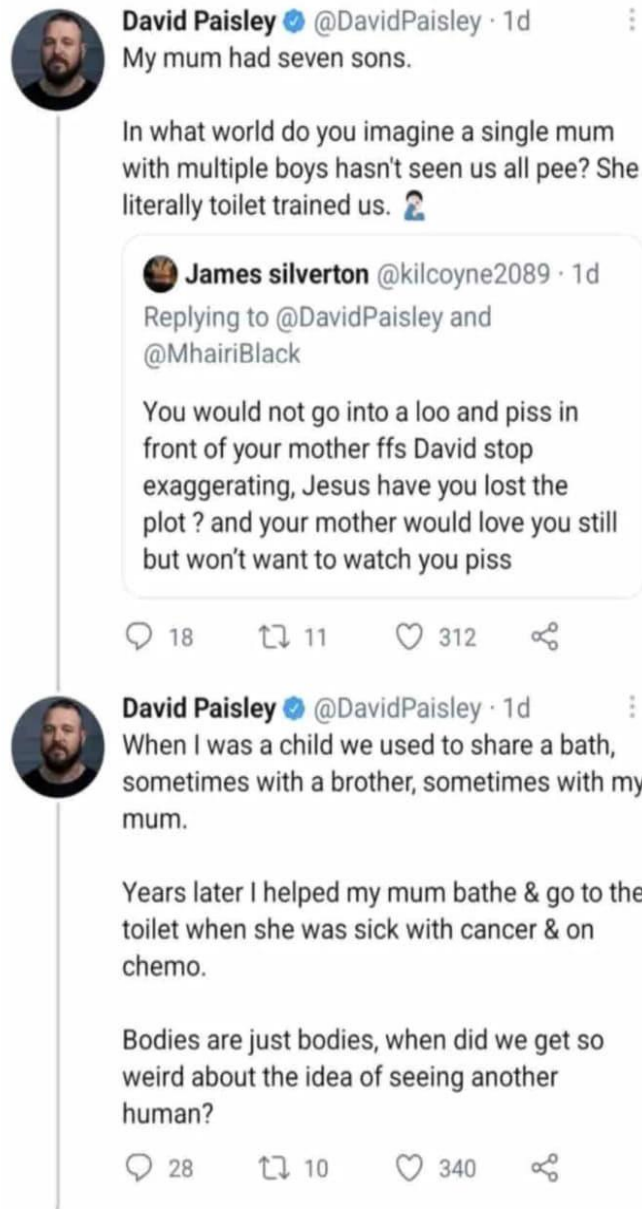 David Paisley @DavidPaisley · 1d
My mum had seven sons.
In what world do you imagine a single mum
with multiple boys hasn't seen us all pee? She
literally toilet trained us. 🤦🏻‍♂️
James silverton @kilcoyne2089 · 1d
Replying to @DavidPaisley and
@MhairiBlack
You would not go into a loo and piss in
front of your mother ffs David stop
exaggerating, Jesus have you lost the
plot ? and your mother would love you still
but won't want to watch you piss
18 11 312
David Paisley @DavidPaisley · 1d
When I was a child we used to share a bath,
sometimes with a brother, sometimes with my
mum.
Years later I helped my mum bathe & go to the
toilet when she was sick with cancer & on
chemo.
Bodies are just bodies, when did we get so
weird about the idea of seeing another
human?
28 10 340